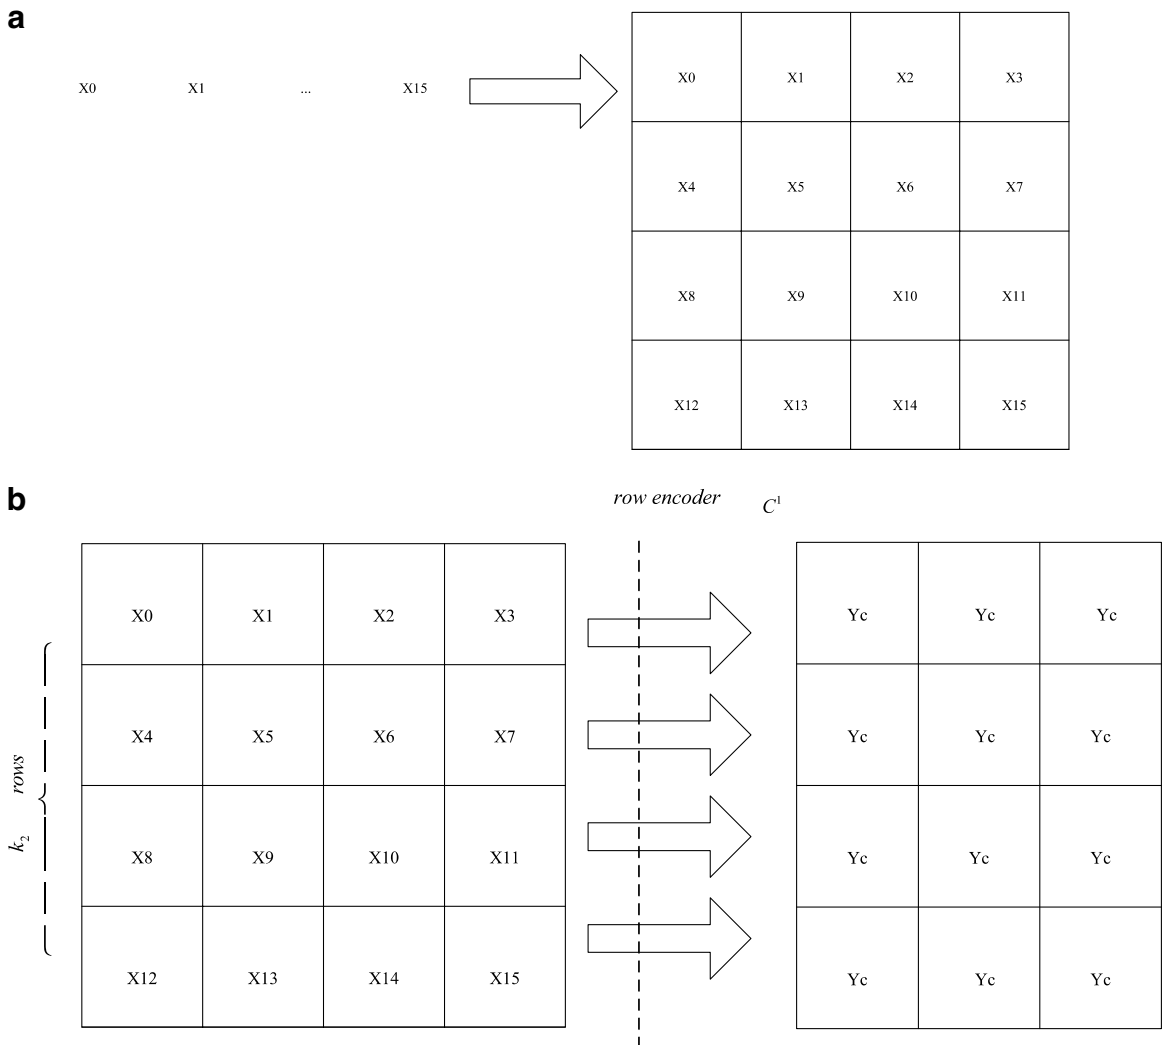 a
X0 X1 ... X15
X0 X1 X2 X3
X4 X5 X6 X7
X8 X9 X10 X11
X12 X13 X14 X15
b
row encoder C¹
X0 X1 X2 X3
Yc Yc Yc
X4 X5 X6 X7
Yc Yc Yc
X8 X9 X10 X11
Yc Yc Yc
X12 X13 X14 X15
Yc Yc Yc
k₂ rows